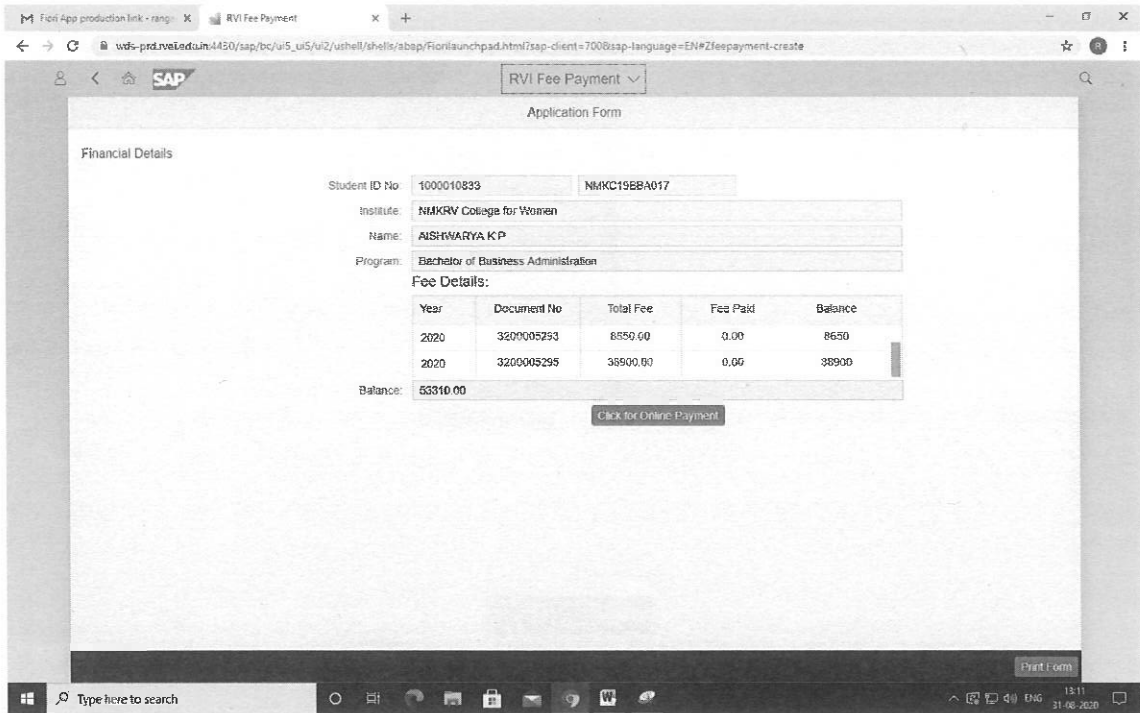 Fiori App production link - range
RVI Fee Payment
wds-prd.rvei.edu.in:4430/sap/bc/ui5_ui5/ui2/ushell/shells/abap/Fiorilaunchpad.html?sap-client=700&sap-language=EN#Zfeepayment-create
SAP
RVI Fee Payment
Application Form
Financial Details
Student ID No: 1000010833 NMKC19BBA017
Institute: NMKRV College for Women
Name: AISHWARYA K P
Program: Bachelor of Business Administration
Fee Details:
Year Document No Total Fee Fee Paid Balance
2020 3200005293 8650.00 0.00 8650
2020 3200005295 38900.00 0.00 38900
Balance: 53310.00
Click for Online Payment
Print Form
Type here to search
ENG
13:11
31-08-2020